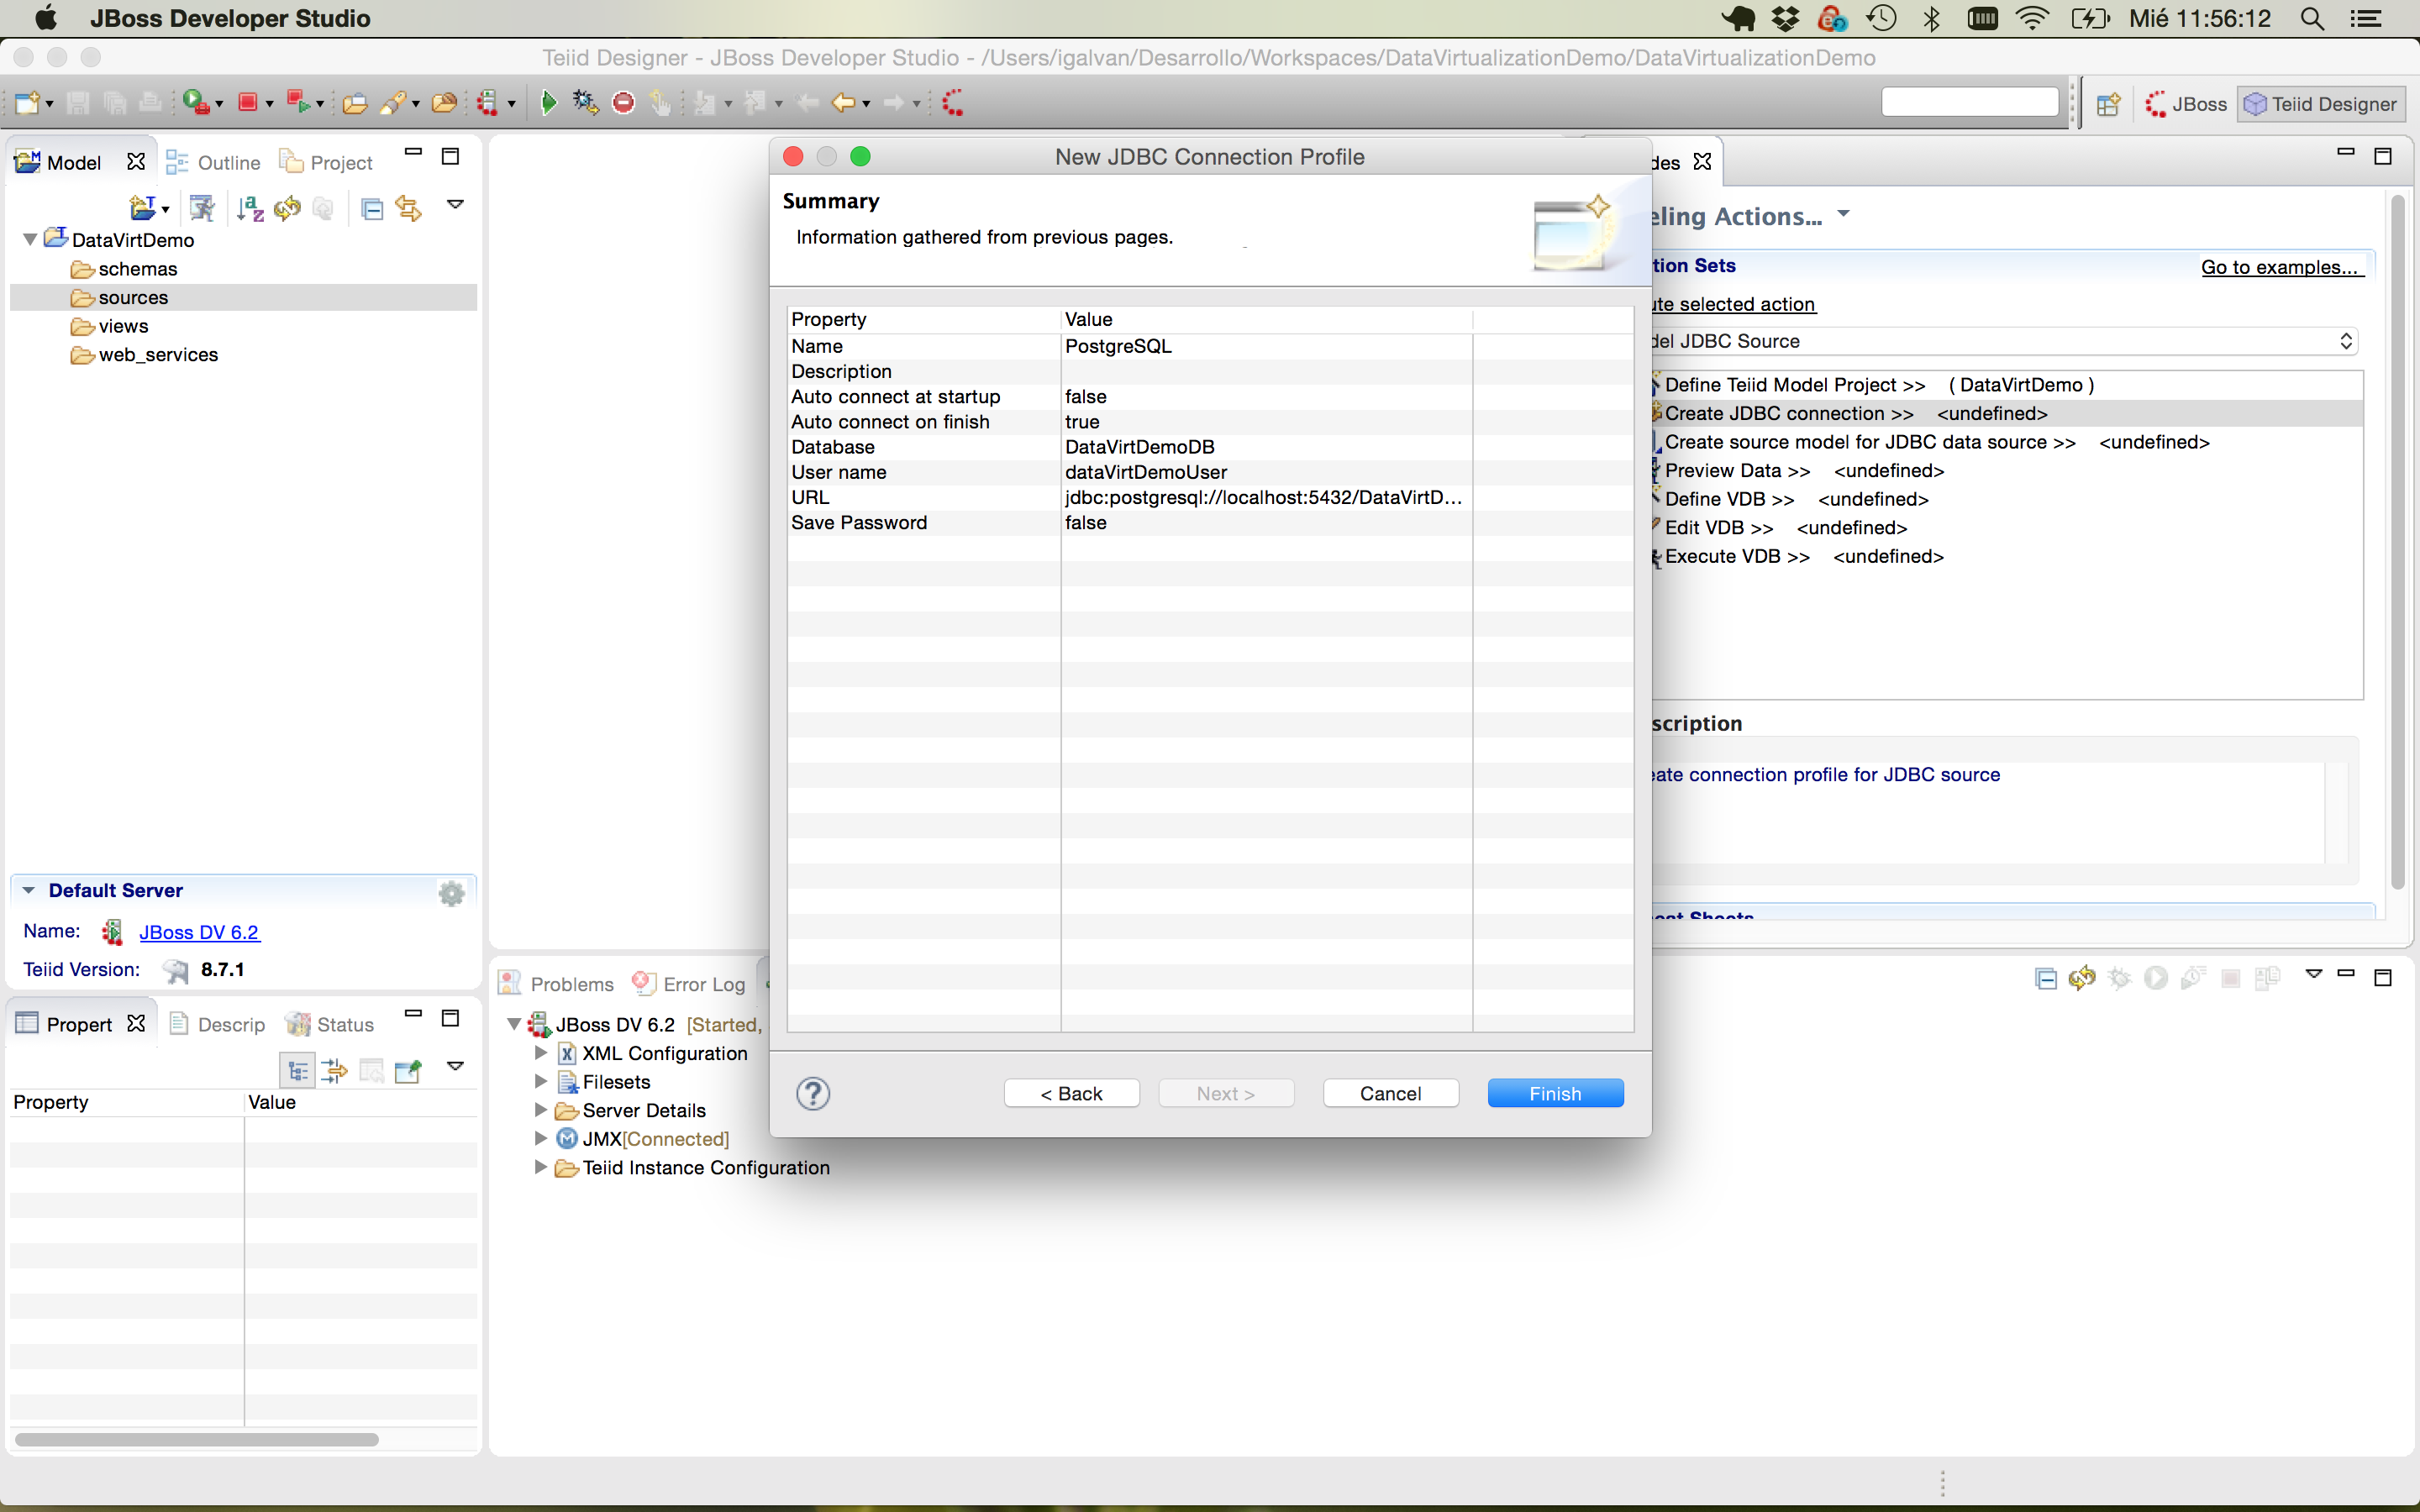 JBoss Developer Studio
Mié 11:56:12
Teiid Designer - JBoss Developer Studio - /Users/igalvan/Desarrollo/Workspaces/DataVirtualizationDemo/DataVirtualizationDemo
JBoss
Teiid Designer
Model
Outline
Project
DataVirtDemo
schemas
sources
views
web_services
Default Server
Name:
JBoss DV 6.2
Teiid Version:
8.7.1
Propert
Descrip
Status
Property
Value
New JDBC Connection Profile
Summary
Information gathered from previous pages.
Property Value
Name PostgreSQL
Description
Auto connect at startup false
Auto connect on finish true
Database DataVirtDemoDB
User name dataVirtDemoUser
URL jdbc:postgresql://localhost:5432/DataVirtD...
Save Password false
< Back
Next >
Cancel
Finish
des
eling Actions...
tion Sets
Go to examples...
ute selected action
del JDBC Source
Define Teiid Model Project >> ( DataVirtDemo )
Create JDBC connection >> <undefined>
Create source model for JDBC data source >> <undefined>
Preview Data >> <undefined>
Define VDB >> <undefined>
Edit VDB >> <undefined>
Execute VDB >> <undefined>
scription
eate connection profile for JDBC source
eat Sheets
Problems
Error Log
JBoss DV 6.2 [Started,
XML Configuration
Filesets
Server Details
JMX[Connected]
Teiid Instance Configuration